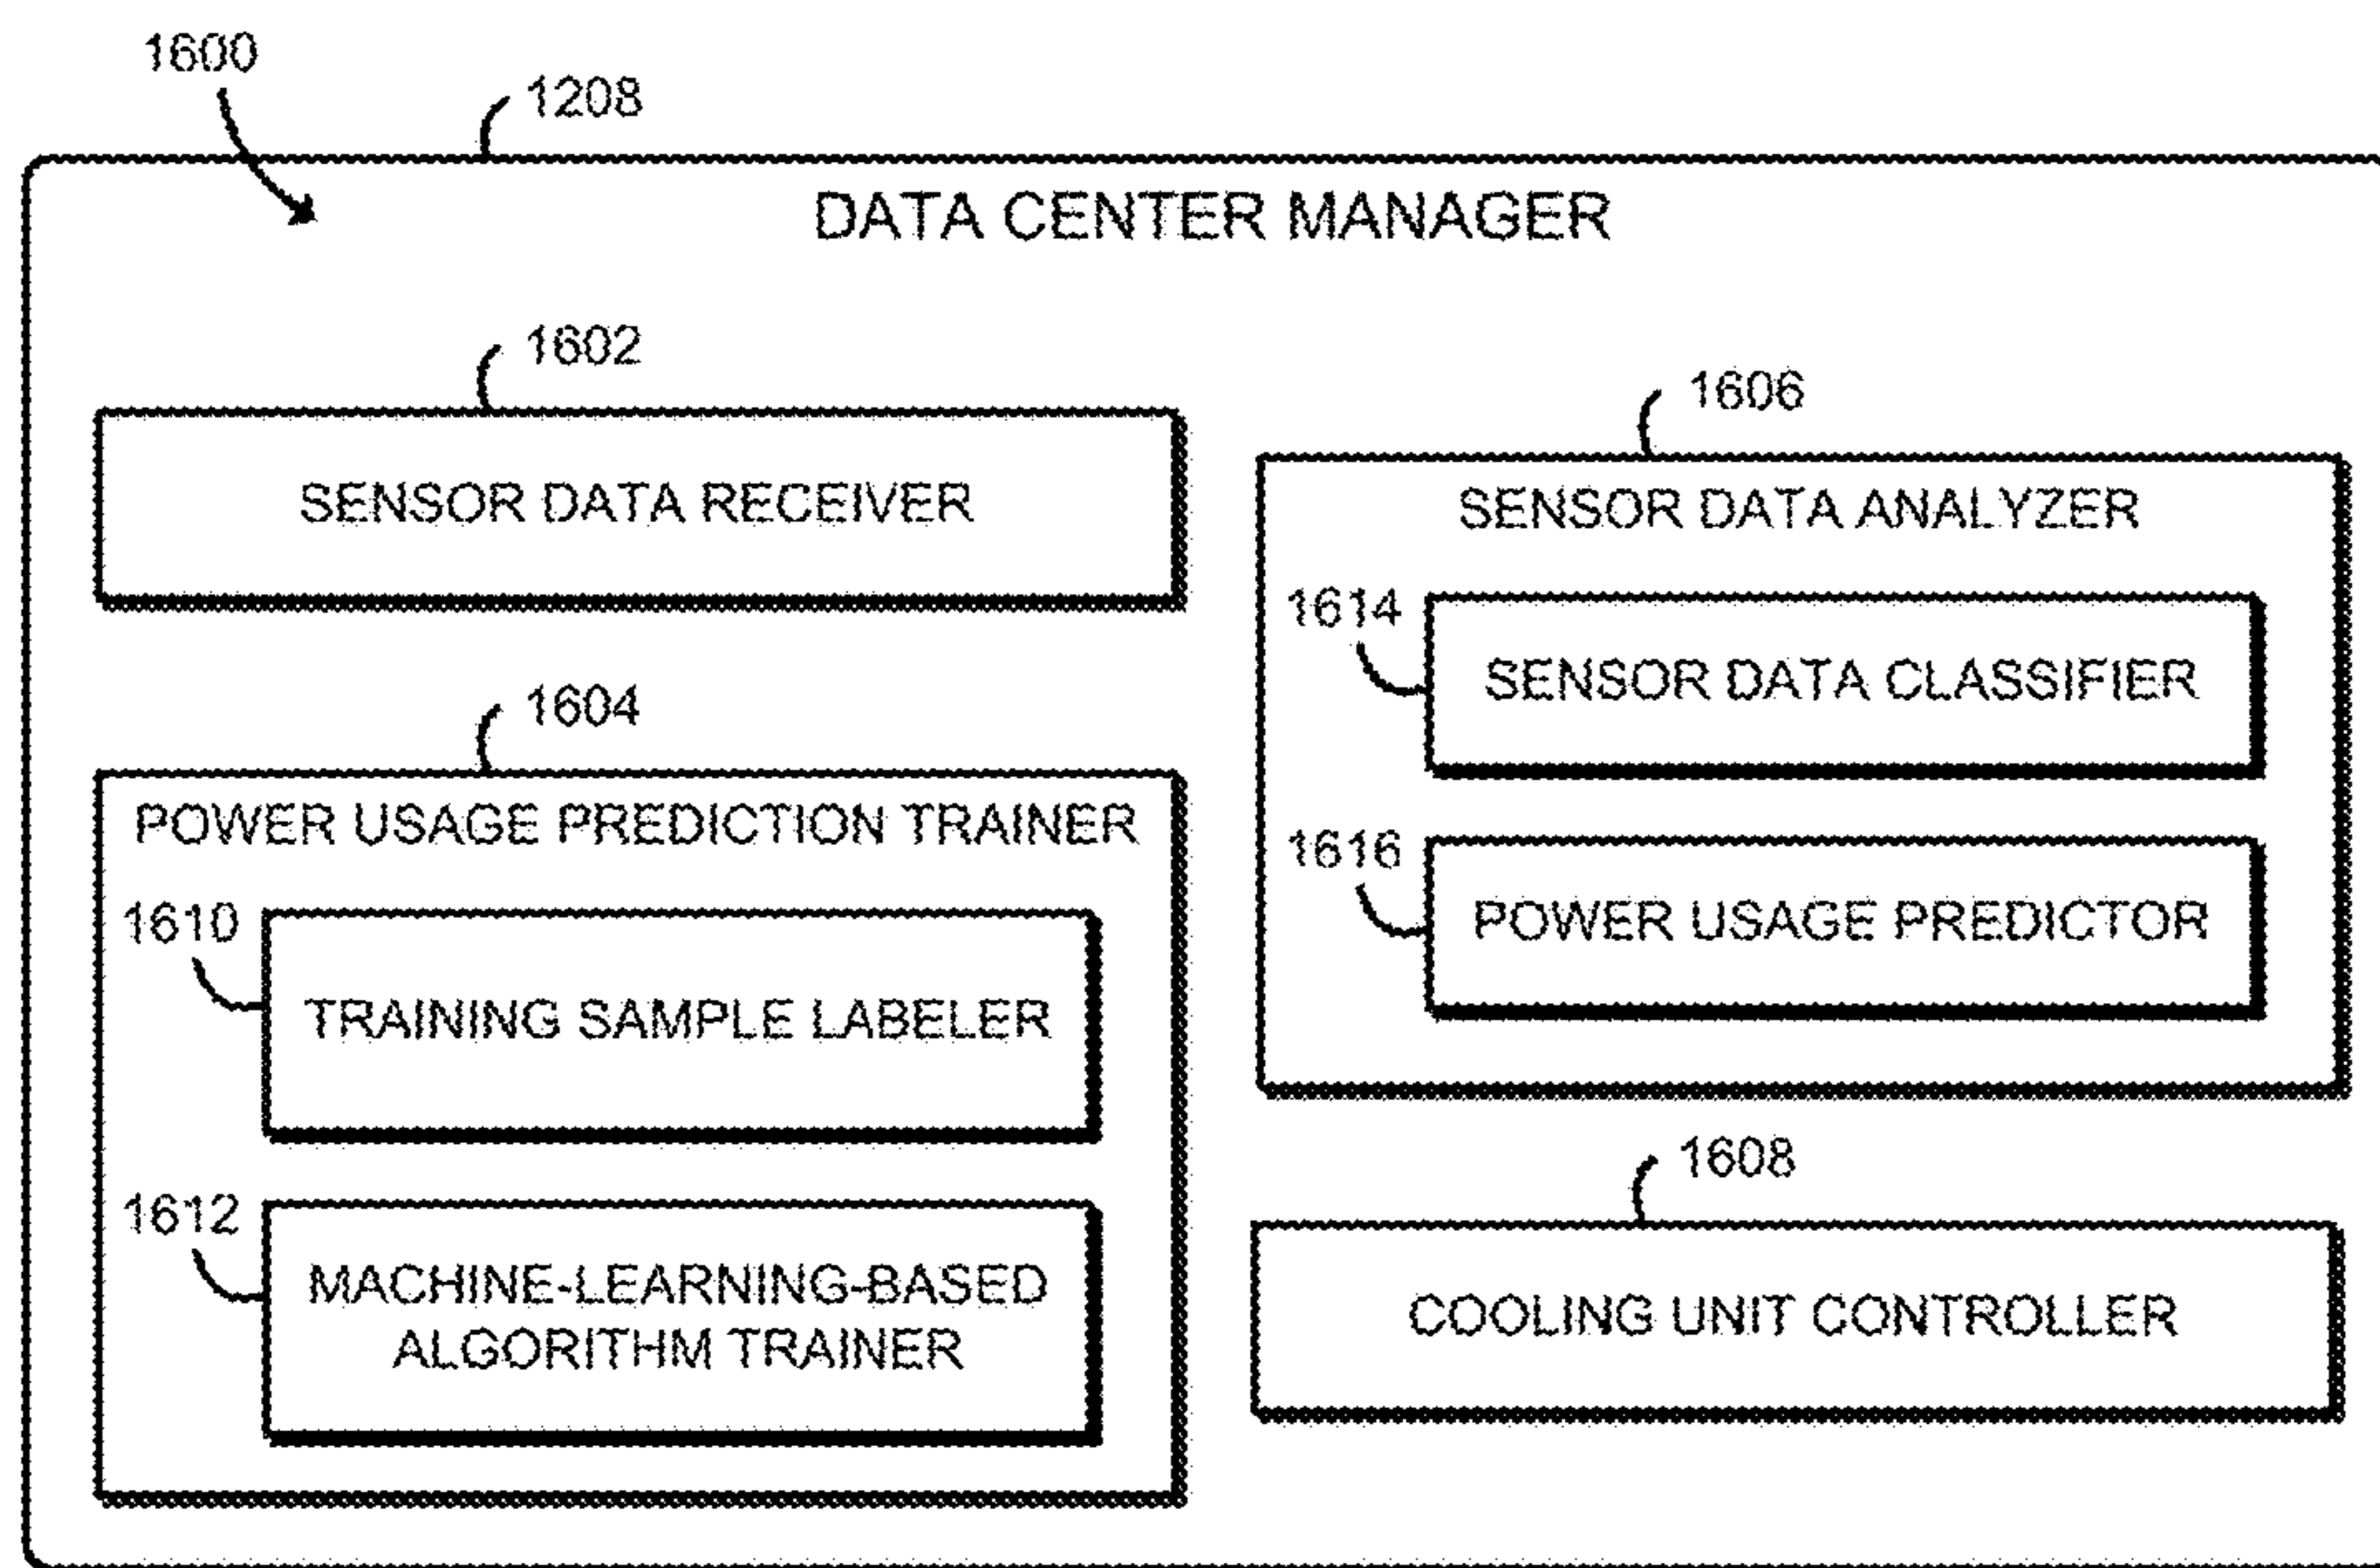 1600
1208
DATA CENTER MANAGER
1602
SENSOR DATA RECEIVER
1604
POWER USAGE PREDICTION TRAINER
1610
TRAINING SAMPLE LABELER
1612
MACHINE-LEARNING-BASED
ALGORITHM TRAINER
1606
SENSOR DATA ANALYZER
1614
SENSOR DATA CLASSIFIER
1616
POWER USAGE PREDICTOR
1608
COOLING UNIT CONTROLLER